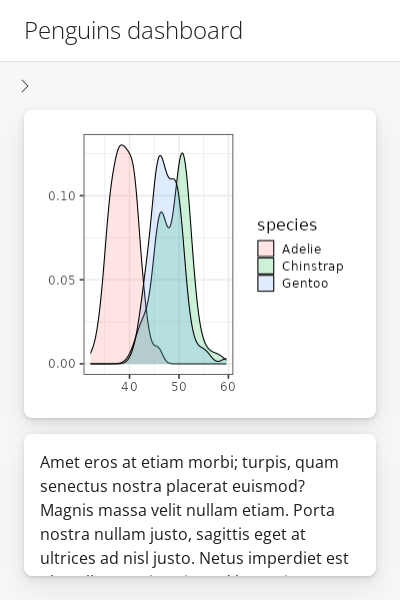 Penguins dashboard
0.10
0.05
0.00
40 50 60
species
Adelie
Chinstrap
Gentoo
Amet eros at etiam morbi; turpis, quam
senectus nostra placerat euismod?
Magnis massa velit nullam etiam. Porta
nostra nullam justo, sagittis eget at
ultrices ad nisl justo. Netus imperdiet est